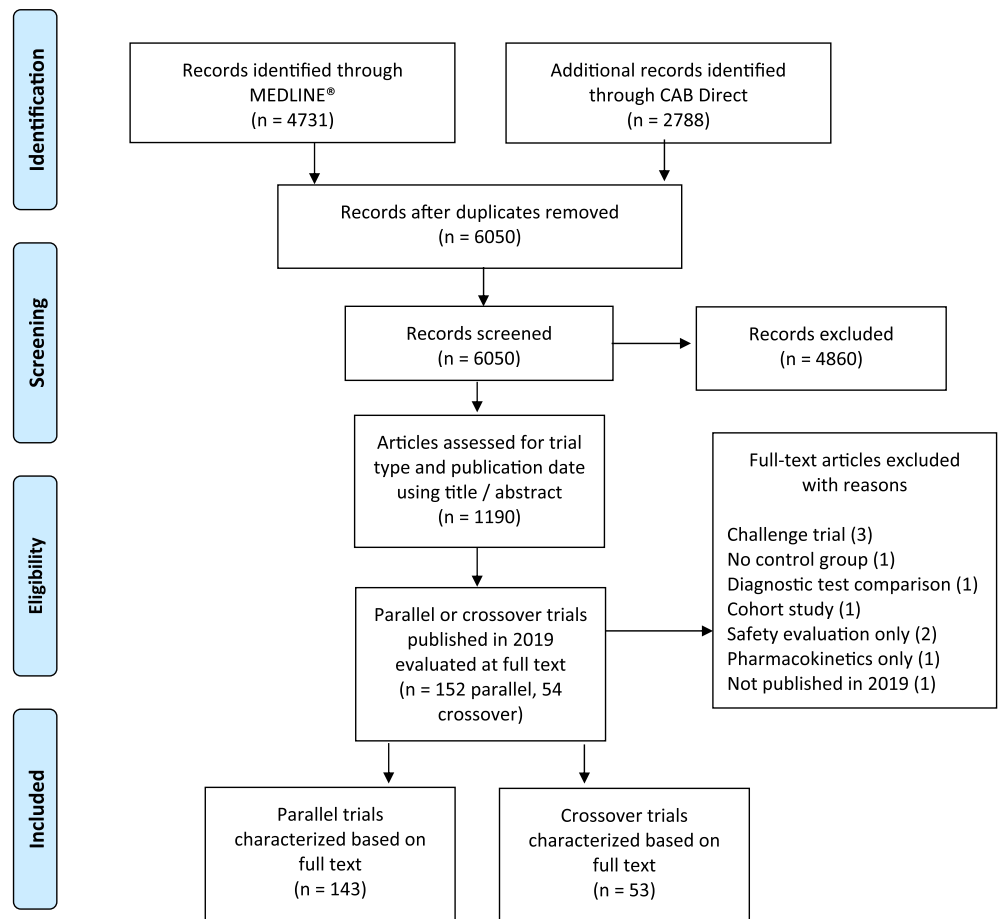 Identification
Records identified through
MEDLINE®
(n = 4731)
Additional records identified
through CAB Direct
(n = 2788)
Records after duplicates removed
(n = 6050)
Screening
Records screened
(n = 6050)
Records excluded
(n = 4860)
Articles assessed for trial
type and publication date
using title / abstract
(n = 1190)
Eligibility
Parallel or crossover trials
published in 2019
evaluated at full text
(n = 152 parallel, 54
crossover)
Full-text articles excluded
with reasons
Challenge trial (3)
No control group (1)
Diagnostic test comparison (1)
Cohort study (1)
Safety evaluation only (2)
Pharmacokinetics only (1)
Not published in 2019 (1)
Included
Parallel trials
characterized based on
full text
(n = 143)
Crossover trials
characterized based on
full text
(n = 53)